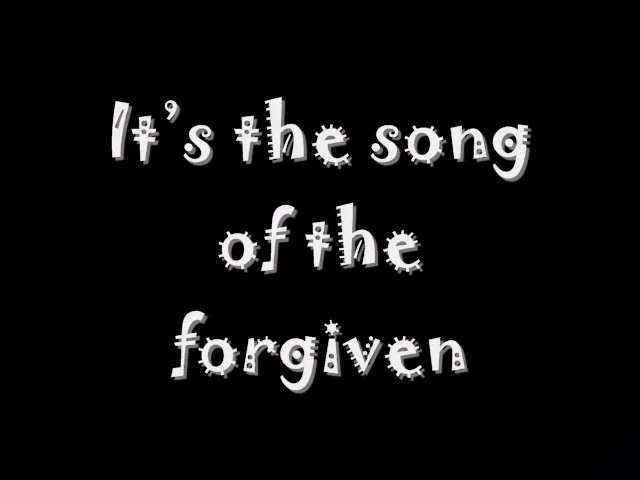 It's the song
of the
forgiven